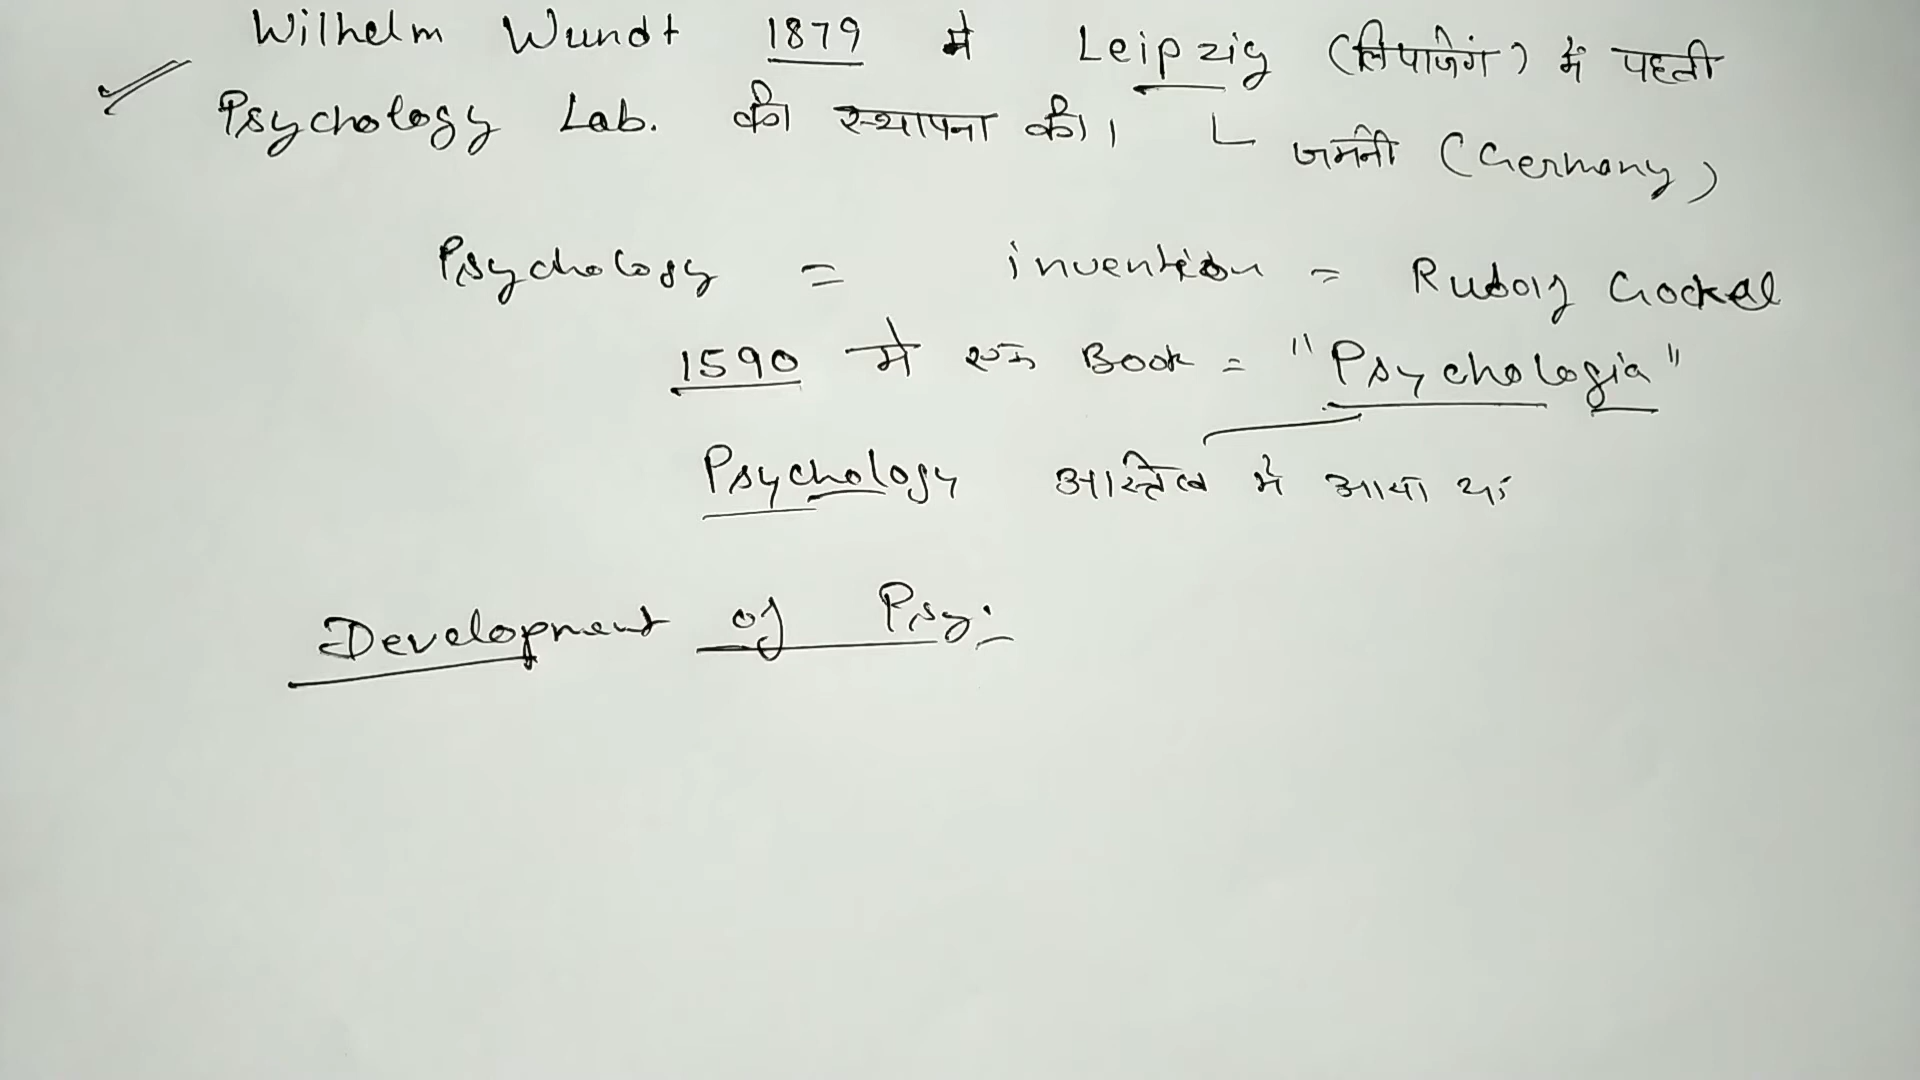 Wilhelm Wundt 1879 में Leipzig (लिपाजिंग) में पहली
Psychology Lab. की स्थापना की।
जर्मनी (Germany)
Psychology = invention = Rudolf Gockel
1590 में एक Book = "Psychologia"
Psychology अस्तित्व में आया था
Development of Psy:-